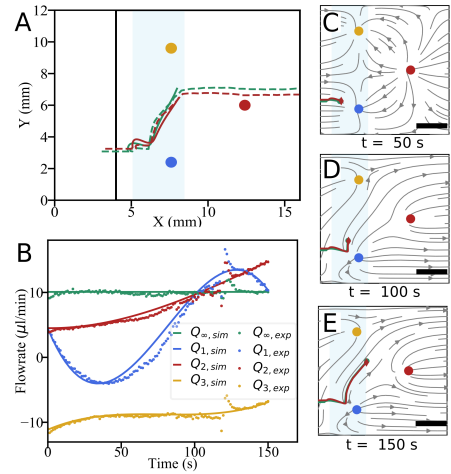 A
12
10
8
6
4
2
0
Y (mm)
0
5
10
15
X (mm)
B
10
0
−10
Flowrate (μl/min)
0
50
100
150
Time (s)
Q∞,sim
Q1,sim
Q2,sim
Q3,sim
Q∞,exp
Q1,exp
Q2,exp
Q3,exp
C
t = 50 s
D
t = 100 s
E
t = 150 s